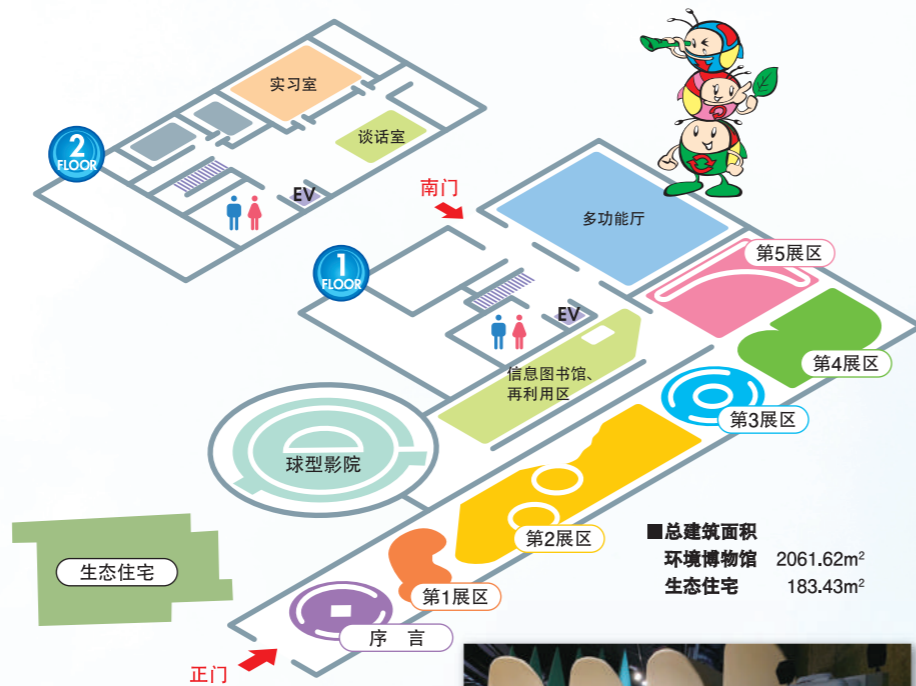 实习室
谈话室
2
FLOOR
EV
南门
多功能厅
1
FLOOR
第5展区
EV
第4展区
信息图书馆、
再利用区
第3展区
球型影院
第2展区
■总建筑面积
环境博物馆 2061.62m²
生态住宅 183.43m²
生态住宅
第1展区
序 言
正门